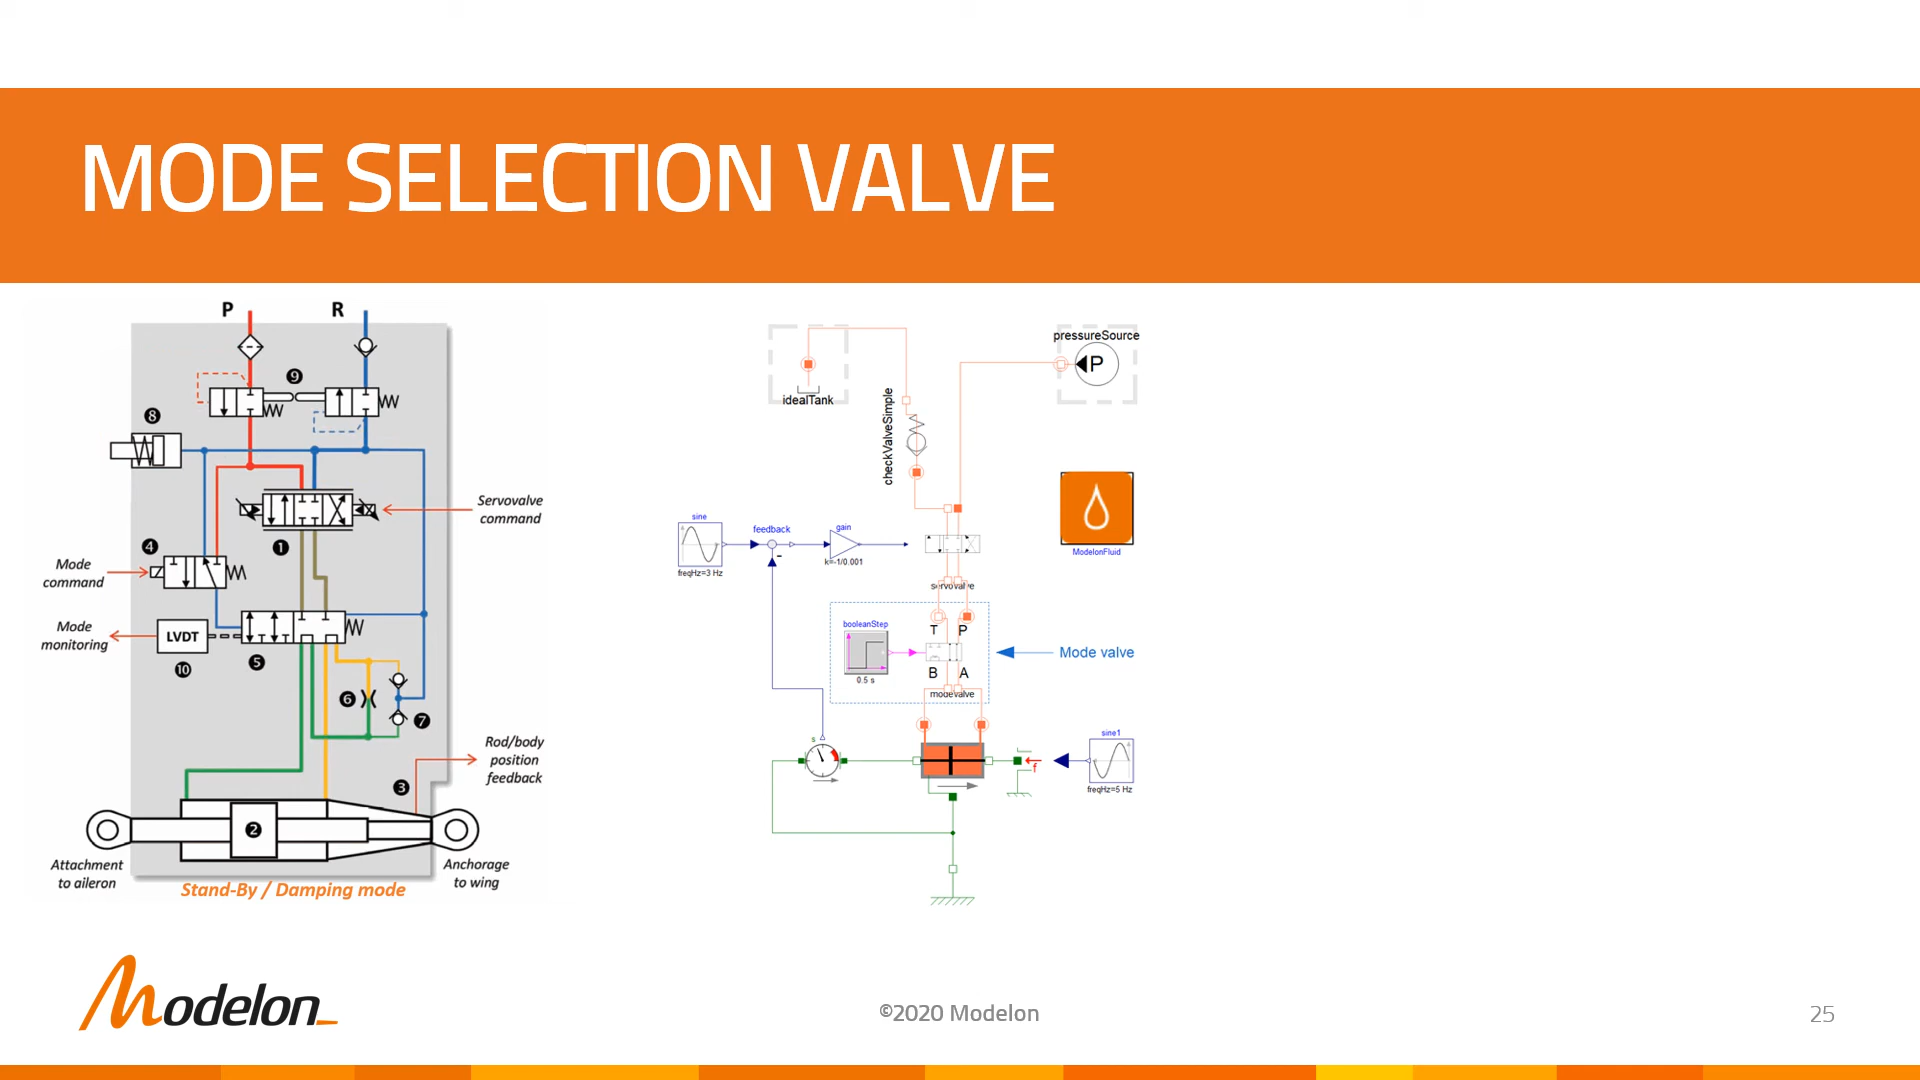 MODE SELECTION VALVE
P
R
9
8
Servovalve
command
1
4
Mode
command
Mode
monitoring
LVDT
10
5
6
7
Rod/body
position
feedback
3
2
Attachment
to aileron
Anchorage
to wing
Stand-By / Damping mode
pressureSource
P
idealTank
checkValveSimple
sine
freqHz=3 Hz
feedback
-
gain
k=-1/0.001
ModelonFluid
servovalve
booleanStep
0.5 s
T
P
B
A
modevalve
Mode valve
s
f
sine1
freqHz=5 Hz
Modelon
©2020 Modelon
25